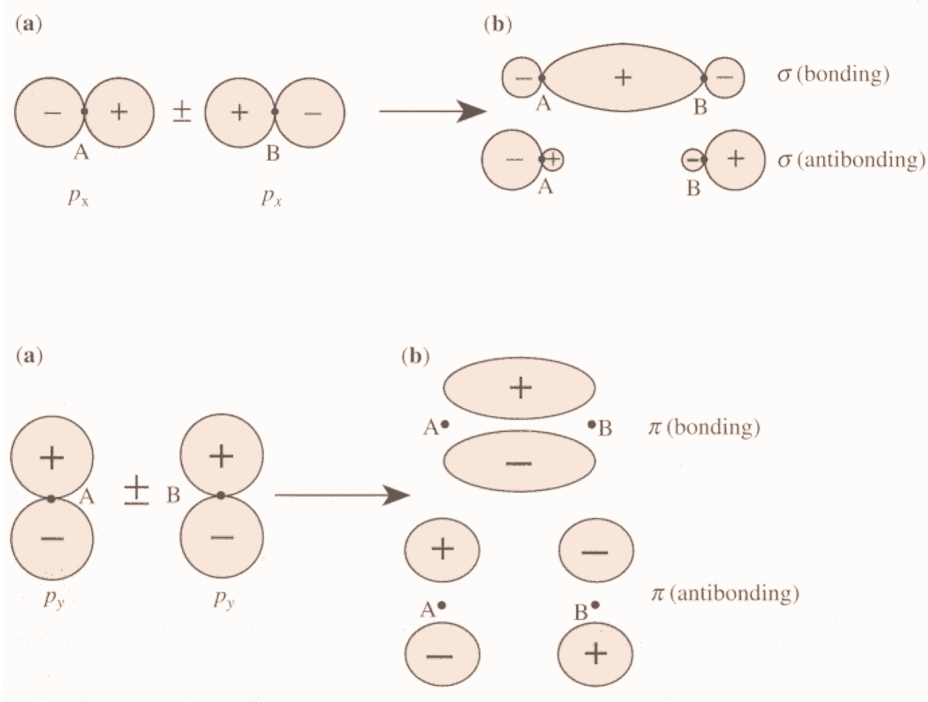 (a)
(b)
− + ± + −
A
B
p_x
p_x
− + −
A
B
σ (bonding)
− +
A
− +
B
σ (antibonding)
(a)
(b)
+
−
A
p_y
±
+
−
B
p_y
+
A
B
−
π (bonding)
+ −
A
B
− +
π (antibonding)